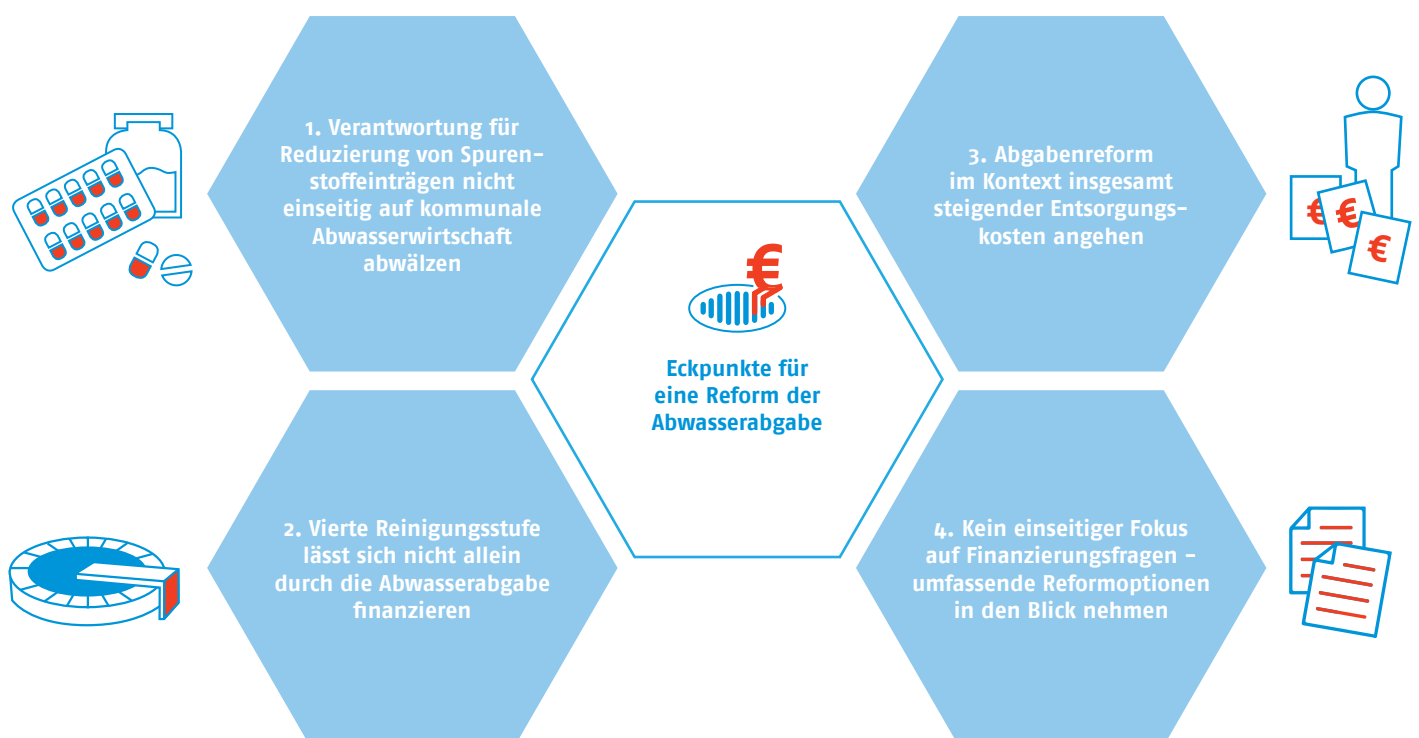 1. Verantwortung für
Reduzierung von Spuren-
stoffeinträgen nicht
einseitig auf kommunale
Abwasserwirtschaft
abwälzen
2. Vierte Reinigungsstufe
lässt sich nicht allein
durch die Abwasserabgabe
finanzieren
€
Eckpunkte für
eine Reform der
Abwasserabgabe
3. Abgabenreform
im Kontext insgesamt
steigender Entsorgungs-
kosten angehen
€ € €
4. Kein einseitiger Fokus
auf Finanzierungsfragen –
umfassende Reformoptionen
in den Blick nehmen